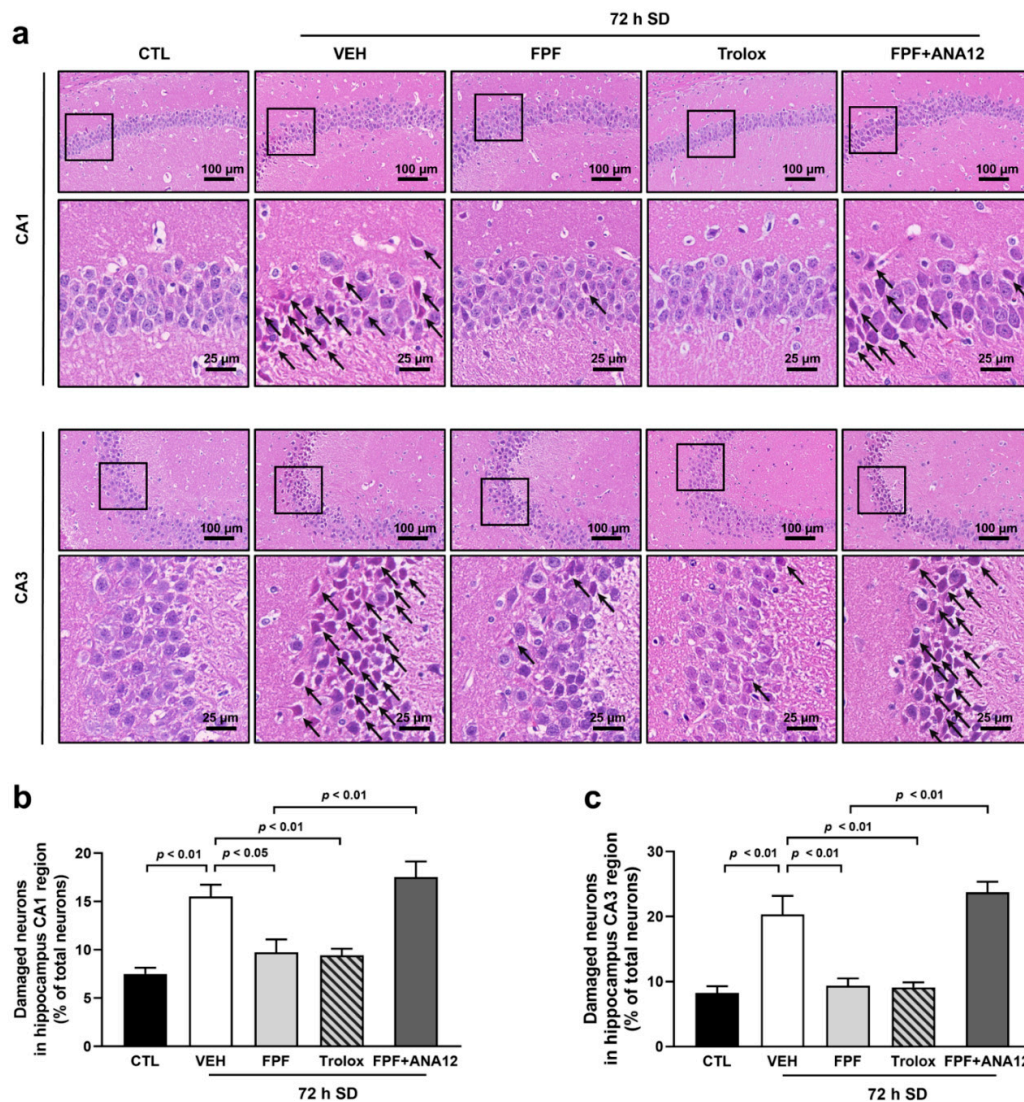 a
72 h SD
CTL VEH FPF Trolox FPF+ANA12
CA1
100 μm 100 μm 100 μm 100 μm 100 μm
25 μm 25 μm 25 μm 25 μm 25 μm
CA3
100 μm 100 μm 100 μm 100 μm 100 μm
25 μm 25 μm 25 μm 25 μm 25 μm
b
Damaged neurons
in hippocampus CA1 region
(% of total neurons)
20
15
10
5
0
p < 0.01
p < 0.01
p < 0.01 p < 0.05
CTL VEH FPF Trolox FPF+ANA12
72 h SD
c
Damaged neurons
in hippocampus CA3 region
(% of total neurons)
30
20
10
0
p < 0.01
p < 0.01
p < 0.01 p < 0.01
CTL VEH FPF Trolox FPF+ANA12
72 h SD